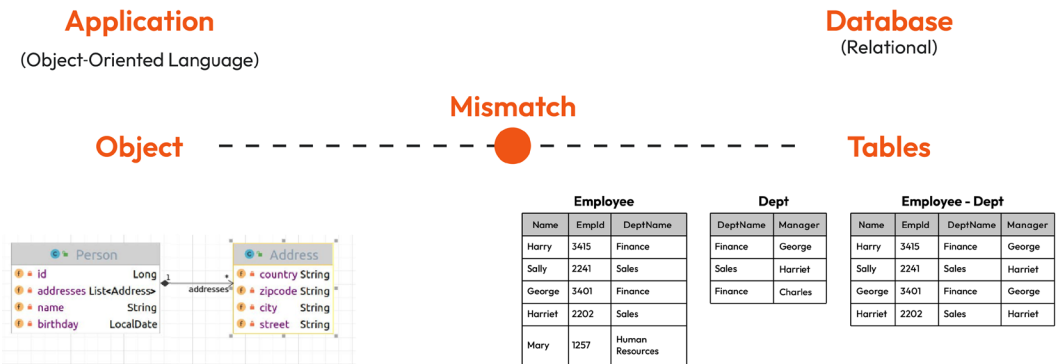 Application
(Object-Oriented Language)
Database
(Relational)
Mismatch
Object
Tables
Person
id Long
addresses List<Address>
name String
birthday LocalDate
1
*
addresses
Address
country String
zipcode String
city String
street String
Employee
Name EmpId DeptName
Harry 3415 Finance
Sally 2241 Sales
George 3401 Finance
Harriet 2202 Sales
Mary 1257 Human
Resources
Dept
DeptName Manager
Finance George
Sales Harriet
Finance Charles
Employee - Dept
Name EmpId DeptName Manager
Harry 3415 Finance George
Sally 2241 Sales Harriet
George 3401 Finance George
Harriet 2202 Sales Harriet